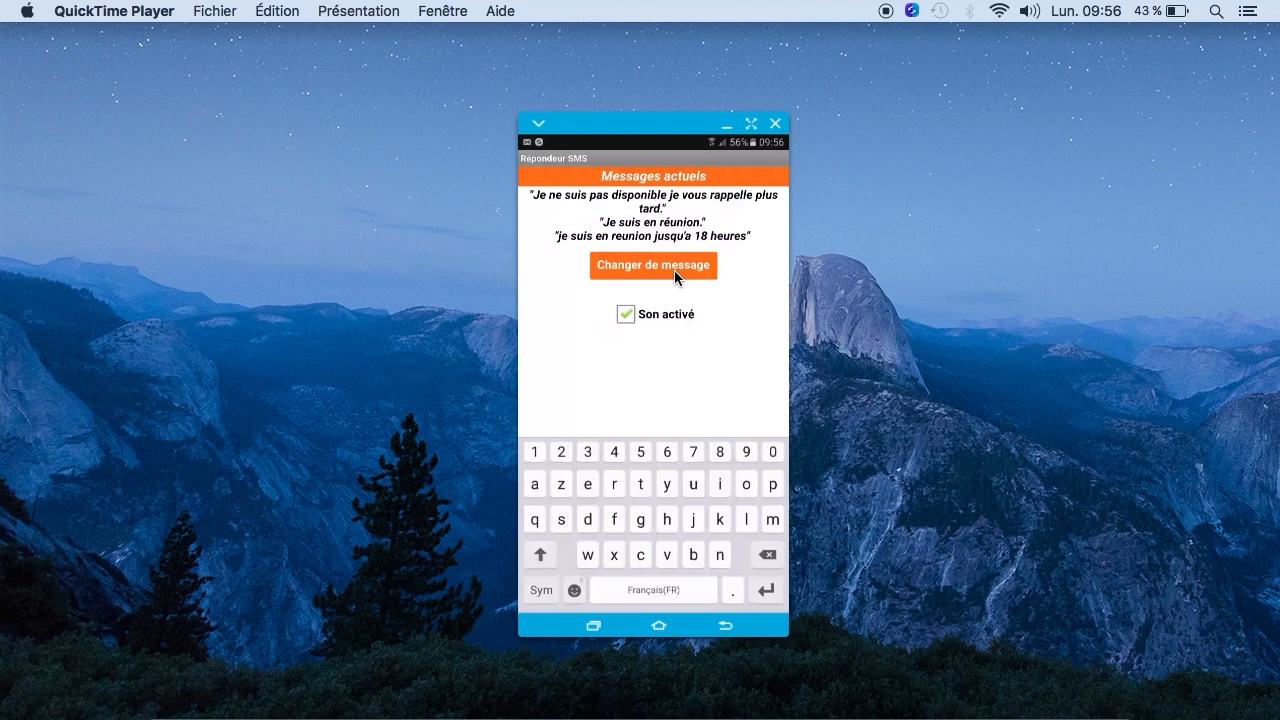 QuickTime Player Fichier Édition Présentation Fenêtre Aide Lun. 09:56 43 %
56% 09:56
Répondeur SMS
Messages actuels
"Je ne suis pas disponible je vous rappelle plus
tard."
"Je suis en réunion."
"je suis en reunion jusqu'a 18 heures"
Changer de message
Son activé
1 2 3 4 5 6 7 8 9 0
a z e r t y u i o p
q s d f g h j k l m
w x c v b n
Sym Français(FR) .